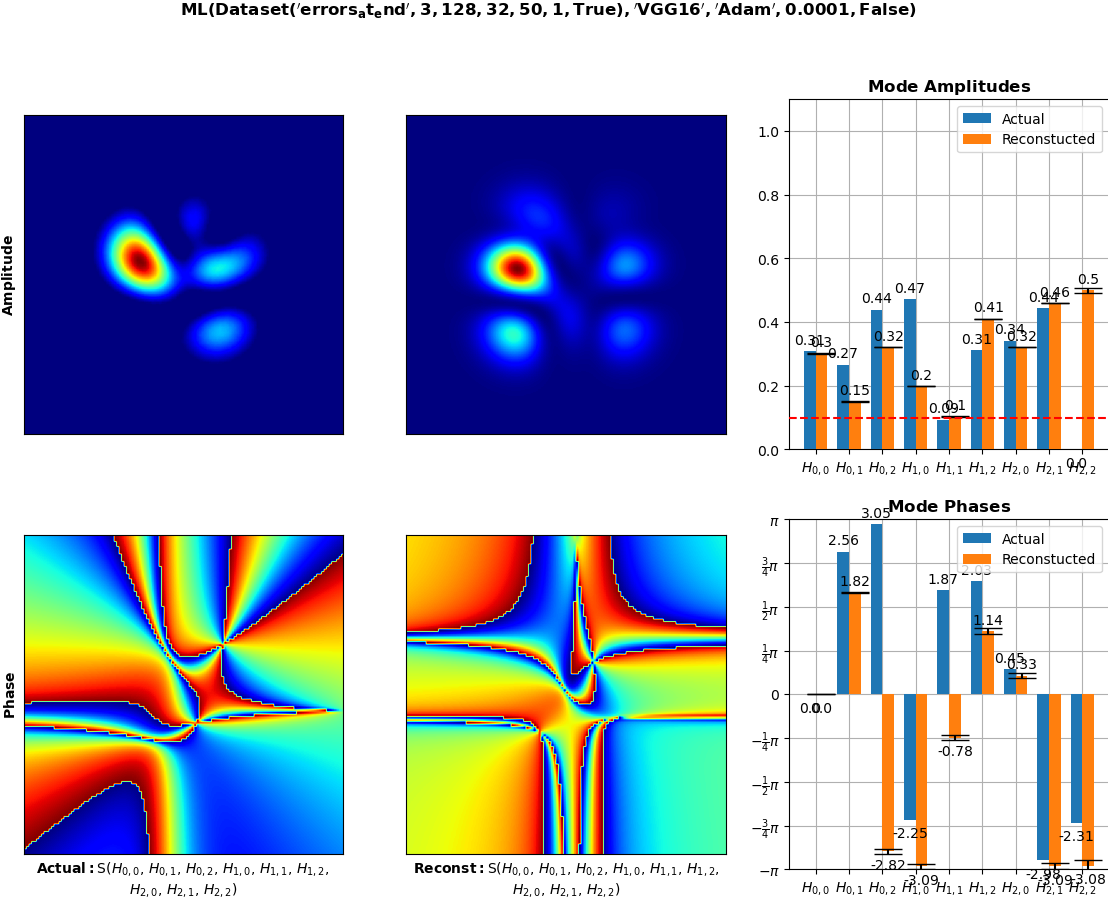 ML(Dataset('errors_at_end', 3, 128, 32, 50, 1, True), 'VGG16', 'Adam', 0.0001, False)
Amplitude
Mode Amplitudes
Actual
Reconstucted
1.0
0.8
0.6
0.4
0.2
0.0
0.31
0.3
0.27
0.15
0.44
0.32
0.47
0.2
0.09
0.1
0.31
0.41
0.34
0.32
0.44
0.46
0.0
0.5
H0,0 H0,1 H0,2 H1,0 H1,1 H1,2 H2,0 H2,1 H2,2
Phase
Mode Phases
Actual
Reconstucted
π
3/4π
1/2π
1/4π
0
−1/4π
−1/2π
−3/4π
−π
0.0
0.0
2.56
1.82
3.05
-2.82
-2.25
-3.09
1.87
-0.78
2.03
1.14
0.45
0.33
-2.98
-3.09
-2.31
-3.08
H0,0 H0,1 H0,2 H1,0 H1,1 H1,2 H2,0 H2,1 H2,2
Actual: S(H0,0, H0,1, H0,2, H1,0, H1,1, H1,2,
H2,0, H2,1, H2,2)
Reconst: S(H0,0, H0,1, H0,2, H1,0, H1,1, H1,2,
H2,0, H2,1, H2,2)